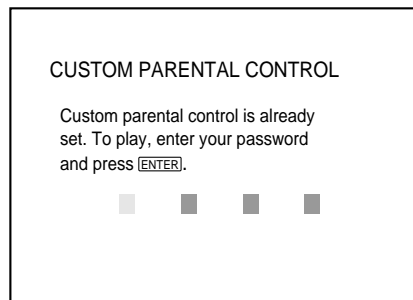 CUSTOM PARENTAL CONTROL
Custom parental control is already
set. To play, enter your password
and press ENTER.